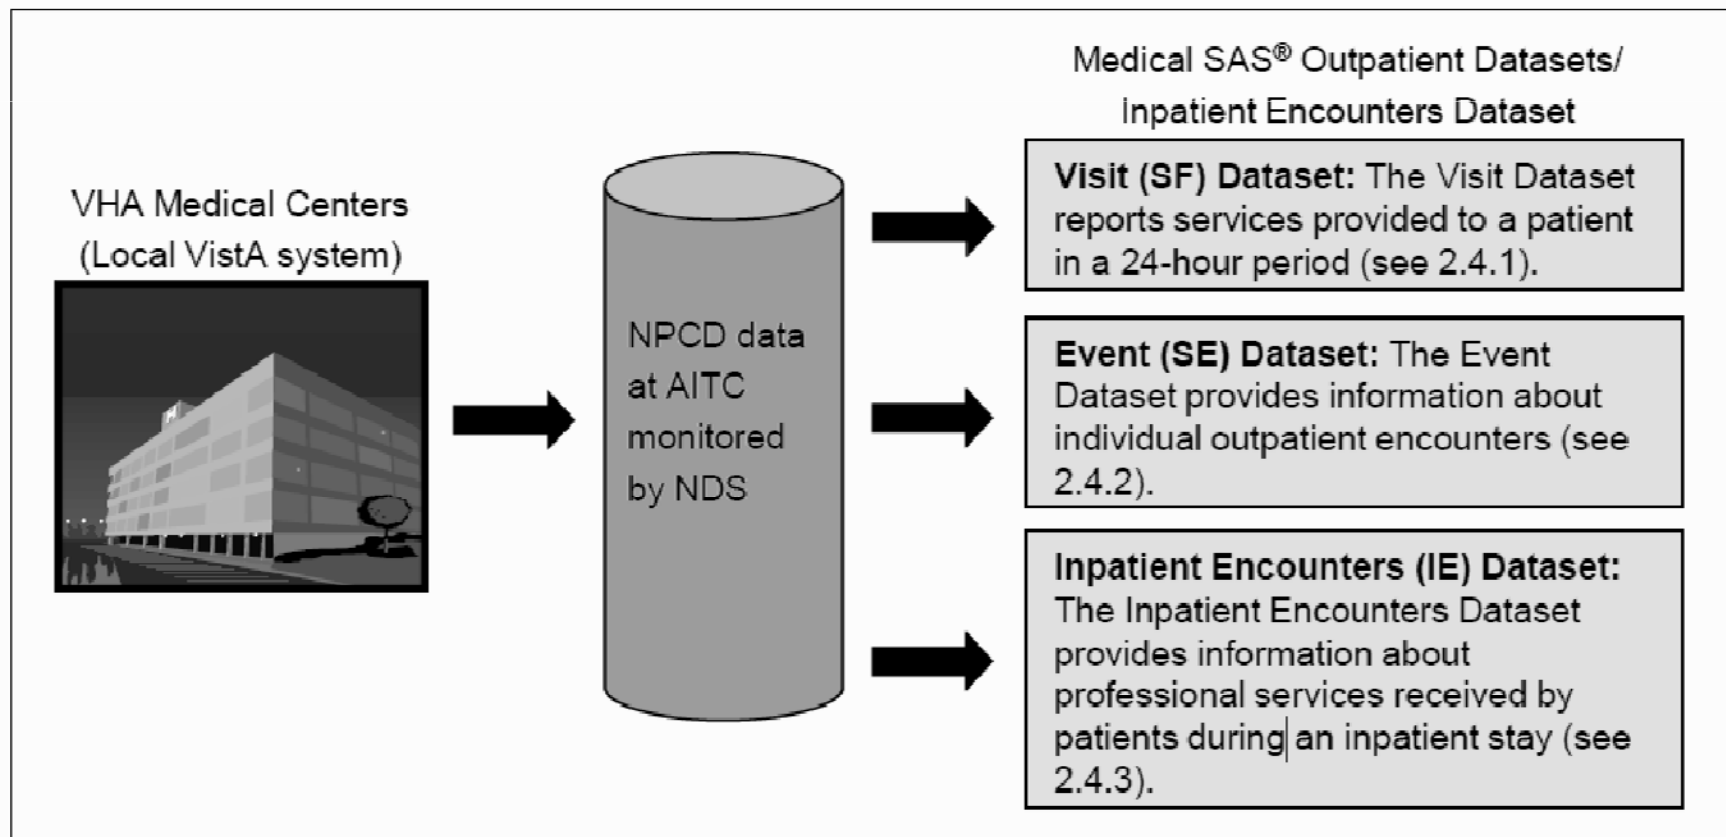 VHA Medical Centers
(Local VistA system)
H
NPCD data
at AITC
monitored
by NDS
Medical SAS® Outpatient Datasets/
Inpatient Encounters Dataset
Visit (SF) Dataset: The Visit Dataset
reports services provided to a patient
in a 24-hour period (see 2.4.1).
Event (SE) Dataset: The Event
Dataset provides information about
individual outpatient encounters (see
2.4.2).
Inpatient Encounters (IE) Dataset:
The Inpatient Encounters Dataset
provides information about
professional services received by
patients during an inpatient stay (see
2.4.3).